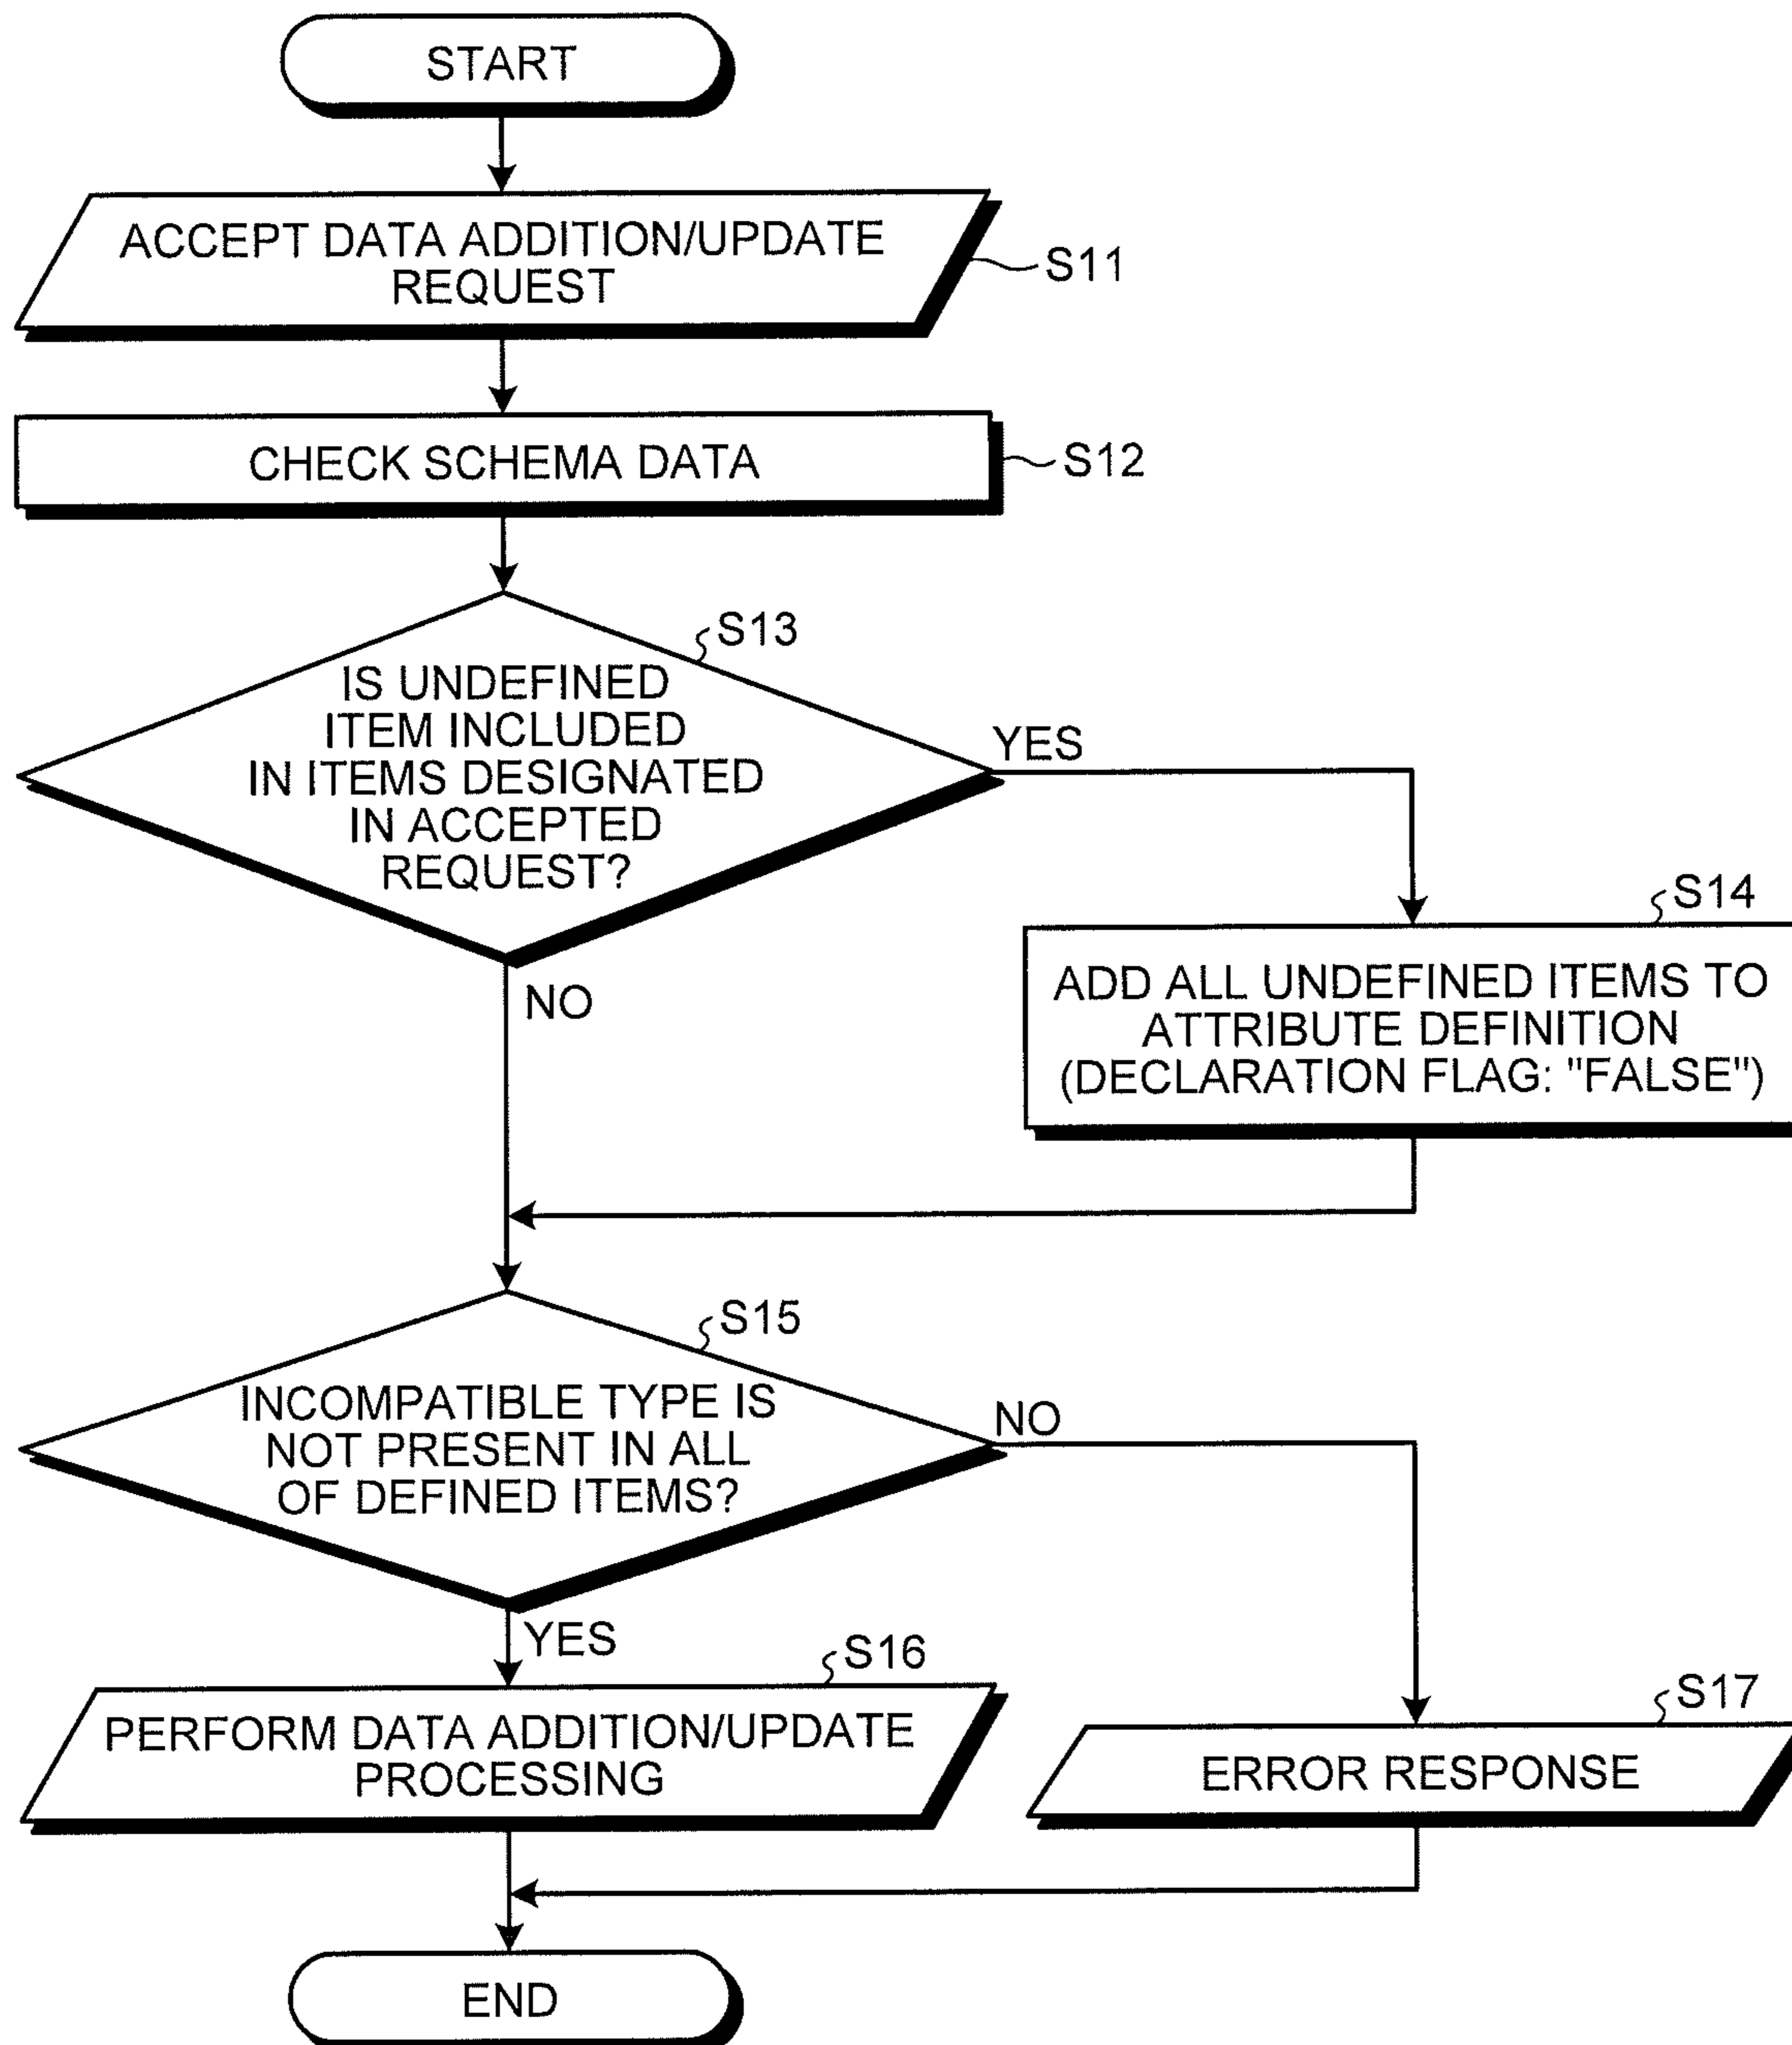 START
ACCEPT DATA ADDITION/UPDATE
REQUEST
S11
CHECK SCHEMA DATA
S12
S13
IS UNDEFINED
ITEM INCLUDED
IN ITEMS DESIGNATED
IN ACCEPTED
REQUEST?
YES
NO
S14
ADD ALL UNDEFINED ITEMS TO
ATTRIBUTE DEFINITION
(DECLARATION FLAG: "FALSE")
S15
INCOMPATIBLE TYPE IS
NOT PRESENT IN ALL
OF DEFINED ITEMS?
NO
YES
S16
PERFORM DATA ADDITION/UPDATE
PROCESSING
S17
ERROR RESPONSE
END